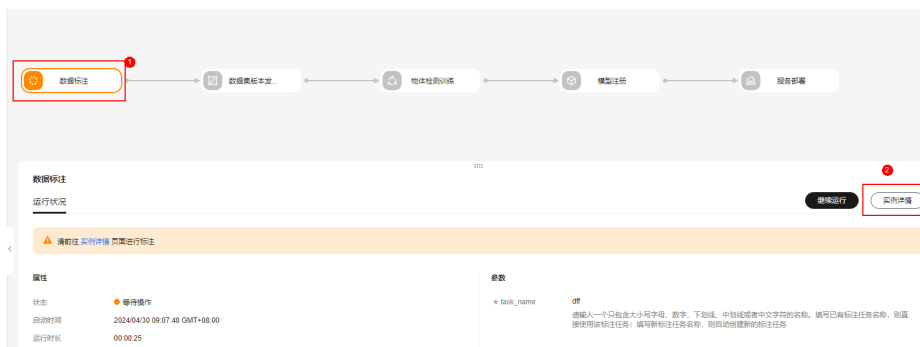 1
数据标注
数据集版本发...
物体检测训练
模型注册
服务部署
2
数据标注
运行状况
继续运行
实例详情
请前往 实例详情 页面进行标注
属性
参数
状态
等待操作
* task_name
dff
请输入一个只包含大小写字母、数字、下划线、中划线或者中文字符的名称。填写已有标注任务名称，则直
接使用该标注任务；填写新标注任务名称，则自动创建新的标注任务
启动时间
2024/04/30 09:07:48 GMT+08:00
运行时长
00:00:25